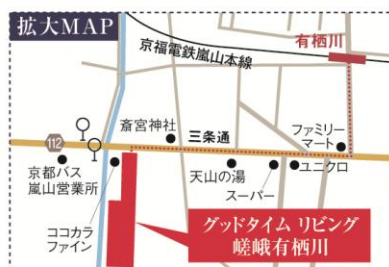 拡大MAP
京福電鉄嵐山本線
有栖川
斎宮神社
三条通
ファミリー
マート
112
京都バス
嵐山営業所
天山の湯
ユニクロ
スーパー
ココカラ
ファイン
グッドタイム リビング
嵯峨有栖川